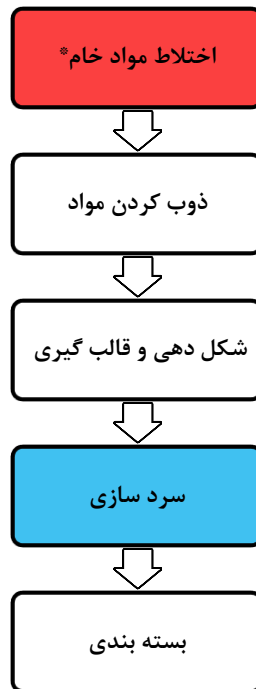 اختلاط مواد خام*
ذوب کردن مواد
شکل دهی و قالب گیری
سرد سازی
بسته بندی